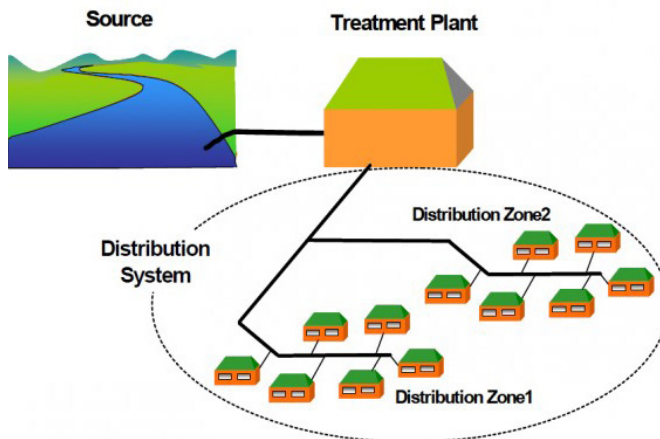 Source
Treatment Plant
Distribution Zone2
Distribution
System
Distribution Zone1